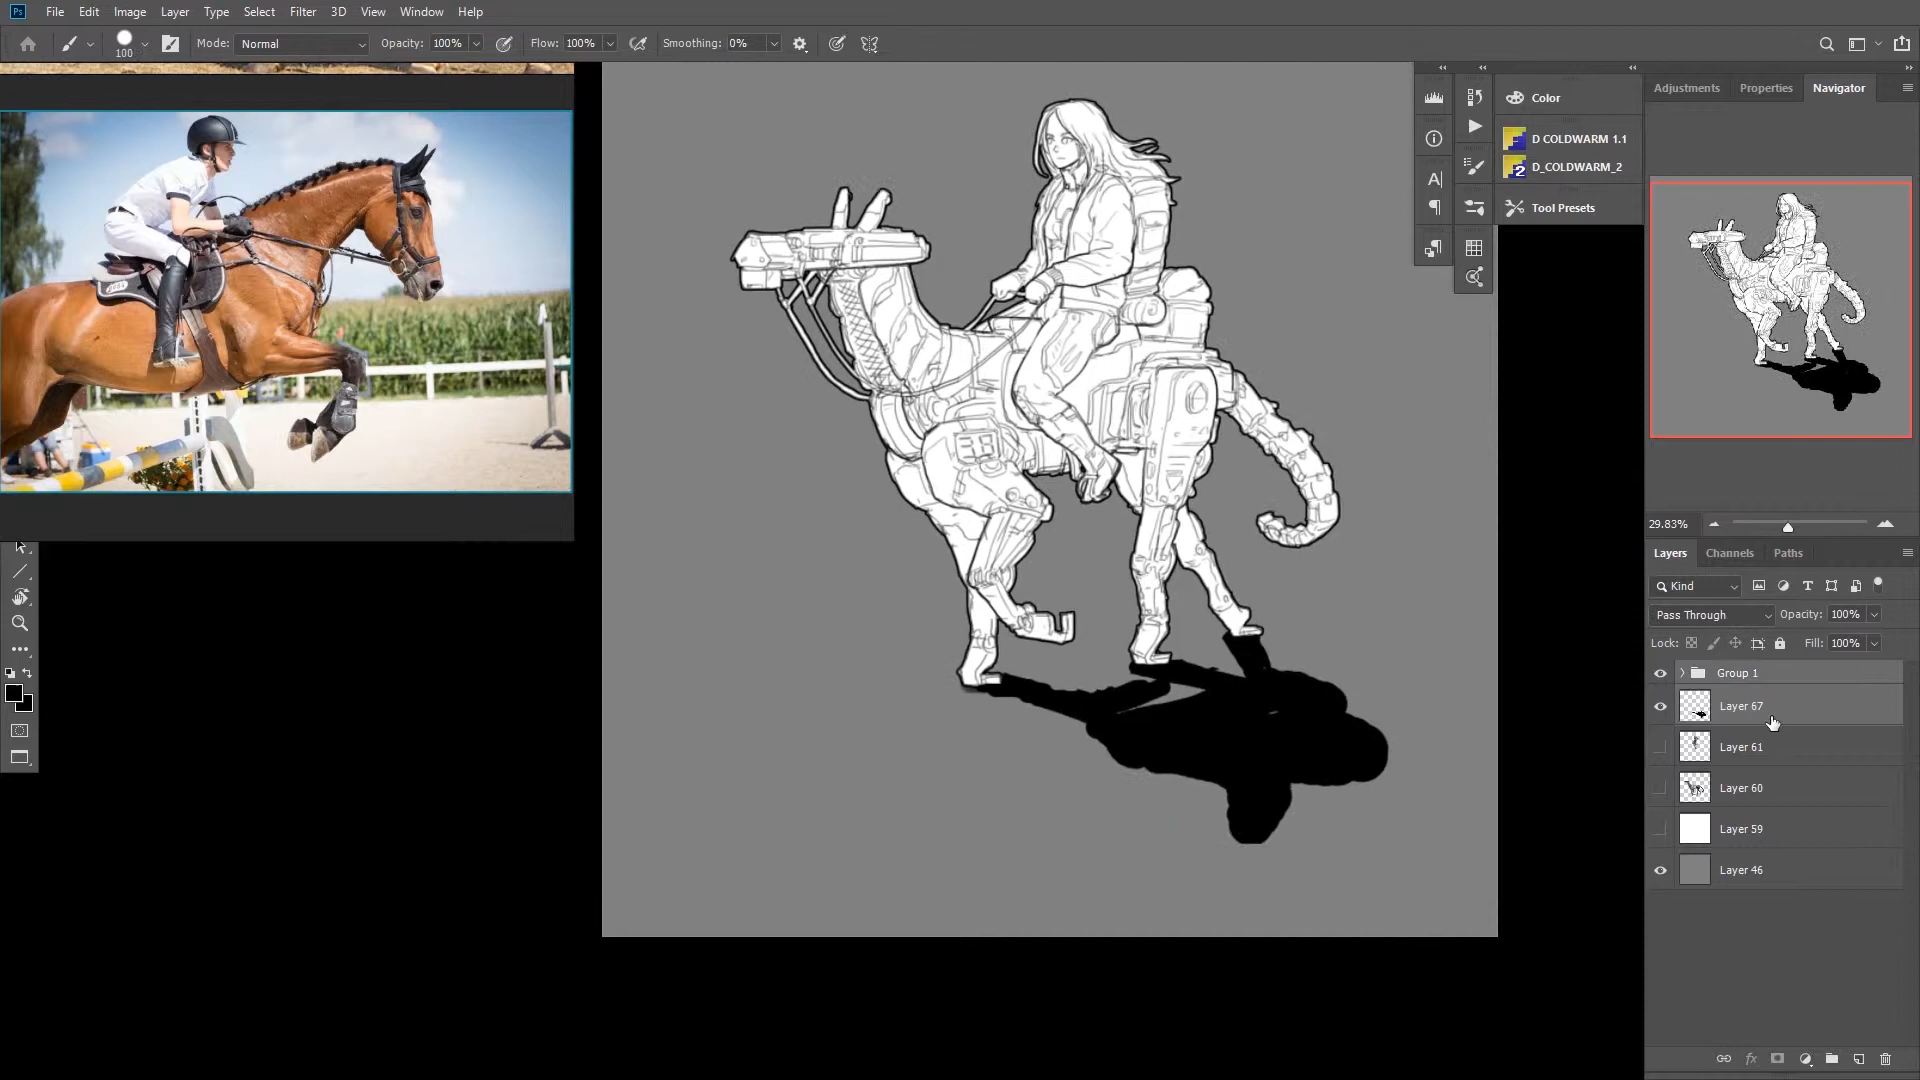 Ps File Edit Image Layer Type Select Filter 3D View Window Help
100 Mode: Normal Opacity: 100% Flow: 100% Smoothing: 0%
Adjustments Properties Navigator
Color
D COLDWARM 1.1
D_COLDWARM_2
Tool Presets
38
29.83%
Layers Channels Paths
Kind
Pass Through Opacity: 100%
Lock: Fill: 100%
Group 1
Layer 67
Layer 61
Layer 60
Layer 59
Layer 46
fx